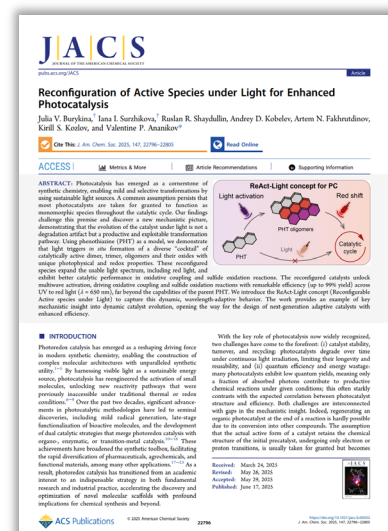 J|A|C|S
JOURNAL OF THE AMERICAN CHEMICAL SOCIETY
pubs.acs.org/JACS
Article
Reconfiguration of Active Species under Light for Enhanced
Photocatalysis
Julia V. Burykina,† Iana I. Surzhikova,† Ruslan R. Shaydullin, Andrey D. Kobelev, Artem N. Fakhrutdinov,
Kirill S. Kozlov, and Valentine P. Ananikov*
Cite This: J. Am. Chem. Soc. 2025, 147, 22796−22805
Read Online
ACCESS
Metrics & More
Article Recommendations
Supporting Information
ABSTRACT: Photocatalysis has emerged as a cornerstone of
synthetic chemistry, enabling mild and selective transformations by
using sustainable light sources. A common assumption persists that
most photocatalysts are taken for granted to function as
monomorphic species throughout the catalytic cycle. Our findings
challenge this premise and discover a new mechanistic picture,
demonstrating that the evolution of the catalyst under light is not a
degradation artifact but a productive and exploitable transformation
pathway. Using phenothiazine (PHT) as a model, we demonstrate
that light triggers in situ formation of a diverse "cocktail" of
catalytically active dimer, trimer, oligomers and their oxides with
unique photophysical and redox properties. These reconfigured
species expand the usable light spectrum, including red light, and
exhibit better catalytic performance in oxidative coupling and sulfide oxidation reactions. The reconfigured catalysts unlock
multiwave activation, driving oxidative coupling and sulfide oxidation reactions with remarkable efficiency (up to 99% yield) across
UV to red light (λ = 650 nm), far beyond the capabilities of the parent PHT. We introduce the ReAct-Light concept (Reconfigurable
Active species under Light) to capture this dynamic, wavelength-adaptive behavior. The work provides an example of key
mechanistic insight into dynamic catalyst evolution, opening the way for the design of next-generation adaptive catalysts with
enhanced efficiency.
ReAct-Light concept for PC
Light activation
Red shift
PHT oligomers
PHT
Light
Catalytic
cycle
■ INTRODUCTION
Photoredox catalysis has emerged as a reshaping driving force
in modern synthetic chemistry, enabling the construction of
complex molecular architectures with unparalleled synthetic
utility.
By harnessing visible light as a sustainable energy
source, photocatalysis has reengineered the activation of small
molecules, unlocking new reactivity pathways that were
previously inaccessible under traditional thermal or redox
conditions.
Over the past two decades, significant advance-
ments in photocatalytic methodologies have led to seminal
discoveries, including mild radical generation, late-stage
functionalization of bioactive molecules, and the development
of dual catalytic strategies that merge photoredox catalysis with
organo-, enzymatic, or transition-metal catalysis.
These
achievements have broadened the synthetic toolbox, facilitating
the rapid diversification of pharmaceuticals, agrochemicals, and
functional materials, among many other applications.
As a
result, photoredox catalysis has transitioned from an academic
interest to an indispensable strategy in both fundamental
research and industrial practice, accelerating the discovery and
optimization of novel molecular scaffolds with profound
implications for chemical synthesis and beyond.
With the key role of photocatalysis now widely recognized,
two challenges have come to the forefront: (i) catalyst stability,
turnover, and recycling: photocatalysts degrade over time
under continuous light irradiation, limiting their longevity and
reusability, and (ii) quantum efficiency and energy wastage:
many photocatalysts exhibit low quantum yields, meaning only
a fraction of absorbed photons contribute to productive
chemical reactions under given conditions; this often starkly
contrasts with the expected correlation between photocatalyst
structure and efficiency. Both challenges are interconnected
with gaps in the mechanistic insight. Indeed, regenerating an
organic photocatalyst at the end of a reaction is hardly possible
due to its conversion into other compounds. The assumption
that the actual active form of a catalyst retains the chemical
structure of the initial precatalyst, undergoing only electron or
proton transitions, is usually taken for granted but becomes
Received: March 24, 2025
Revised: May 28, 2025
Accepted: May 29, 2025
Published: June 17, 2025
ACS Publications
© 2025 American Chemical Society
22796